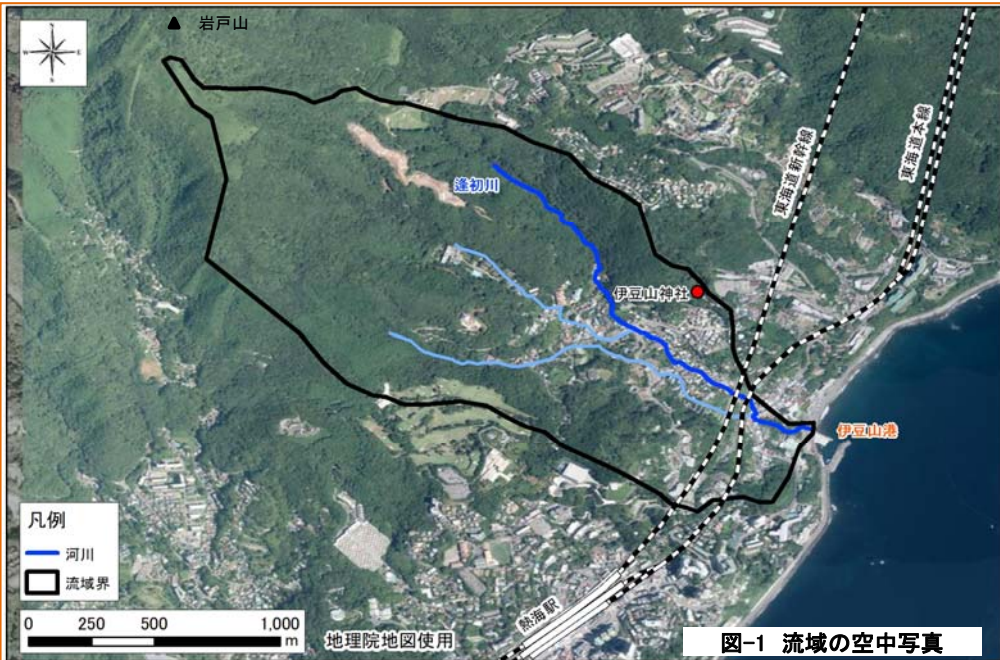 岩戸山
N
W E
S
東海道新幹線
東海道本線
逢初川
伊豆山神社
伊豆山港
凡例
河川
流域界
0 250 500 1,000
m
地理院地図使用
熱海駅
図-1 流域の空中写真